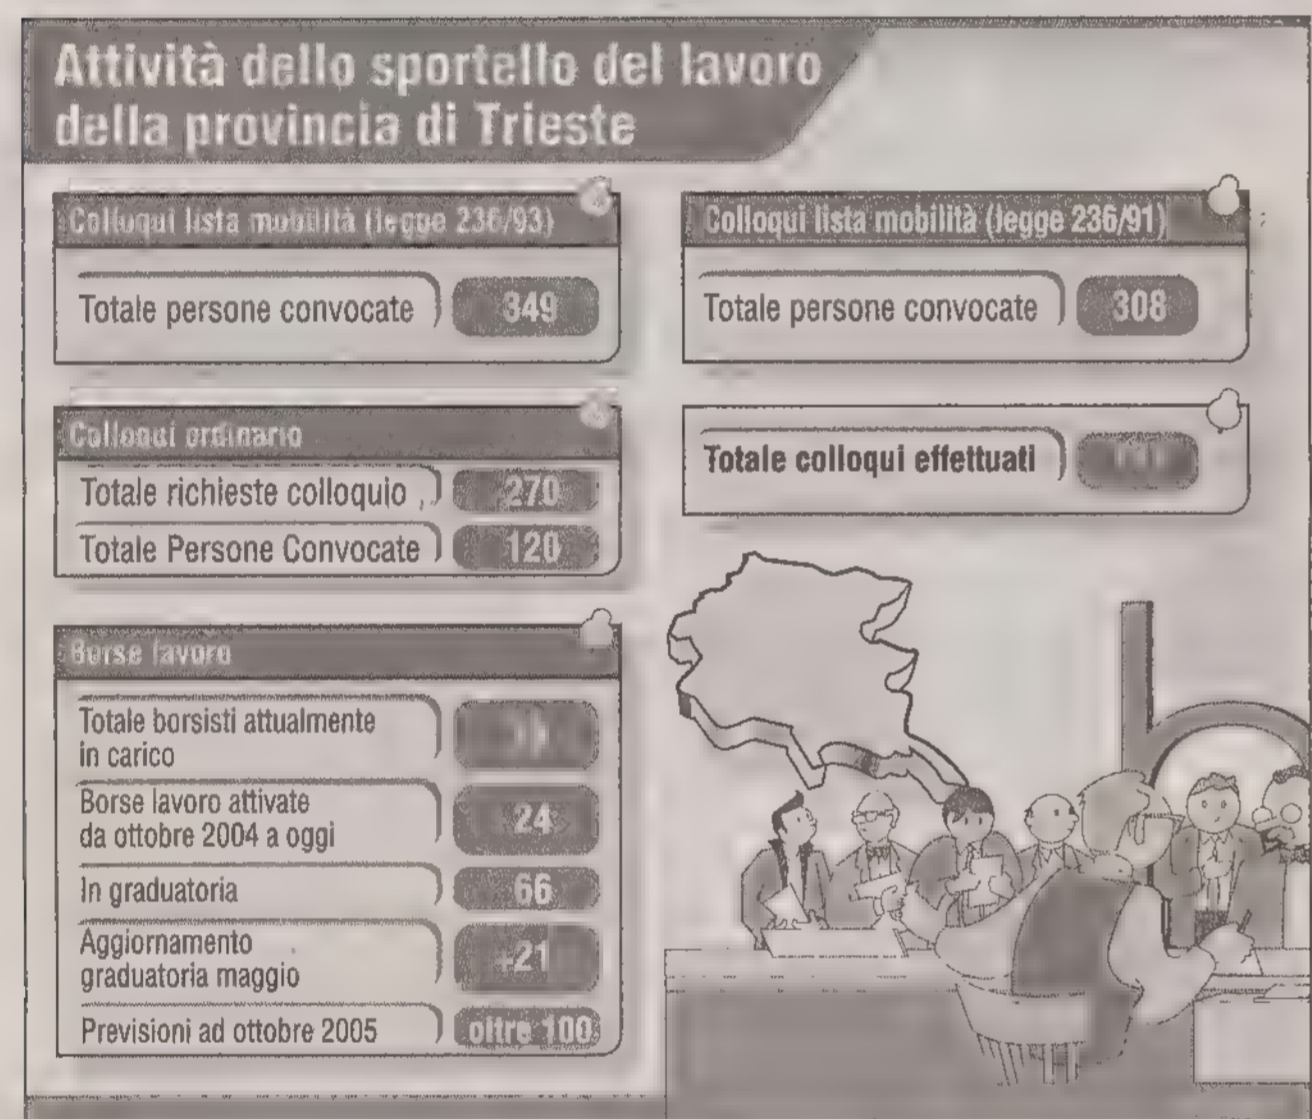 Attività dello sportello del lavoro
della provincia di Trieste
Colloqui lista mobilità (legge 236/93)
Totale persone convocate 349
Colloqui lista mobilità (legge 236/91)
Totale persone convocate 308
Colloqui ordinario
Totale richieste colloquio 270
Totale Persone Convocate 120
Totale colloqui effettuati
Borse lavoro
Totale borsisti attualmente
in carico
Borse lavoro attivate
da ottobre 2004 a oggi 24
In graduatoria 66
Aggiornamento
graduatoria maggio +21
Previsioni ad ottobre 2005 oltre 100